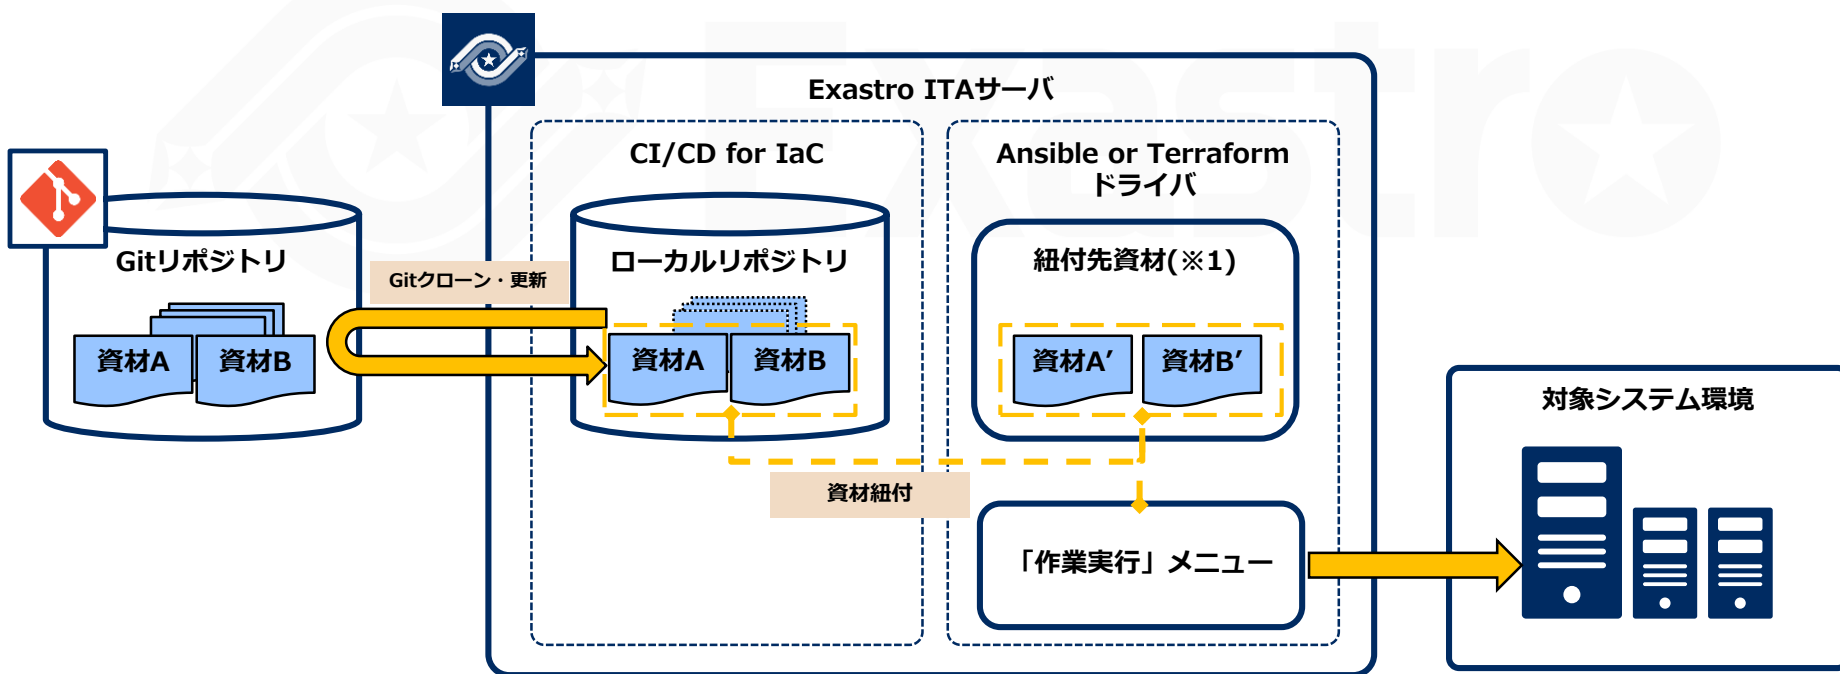 Exastro
Exastro ITAサーバ
CI/CD for IaC
Ansible or Terraform
ドライバ
Gitリポジトリ
Gitクローン・更新
ローカルリポジトリ
紐付先資材(※1)
資材A
資材B
資材A
資材B
資材A’
資材B’
対象システム環境
資材紐付
「作業実行」メニュー